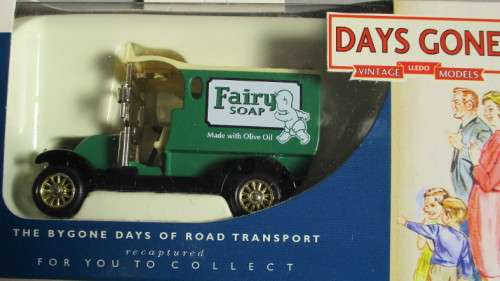 DAYS GONE
VINTAGE LLEDO MODELS
Fairy
SOAP
Made with Olive Oil
THE BYGONE DAYS OF ROAD TRANSPORT
recaptured
FOR YOU TO COLLECT